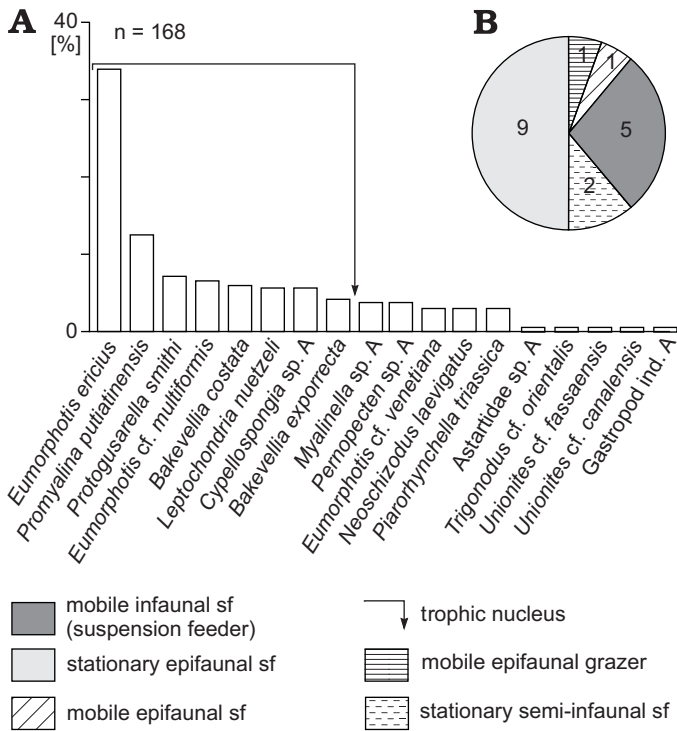 A
40
[%]
n = 168
0
B
1
1
5
2
9
Eumorphotis ericius
Promyalina putiatinensis
Protogusarella smithi
Eumorphotis cf. multiformis
Bakevellia costata
Leptochondria nuetzeli
Cypellospongia sp. A
Bakevellia exporrecta
Myalinella sp. A
Pernopecten sp. A
Eumorphotis cf. venetiana
Neoschizodus laevigatus
Piarorhynchella triassica
Astartidae sp. A
Trigonodus cf. orientalis
Unionites cf. fassaensis
Unionites cf. canalensis
Gastropod ind. A
mobile infaunal sf
(suspension feeder)
stationary epifaunal sf
mobile epifaunal sf
trophic nucleus
mobile epifaunal grazer
stationary semi-infaunal sf